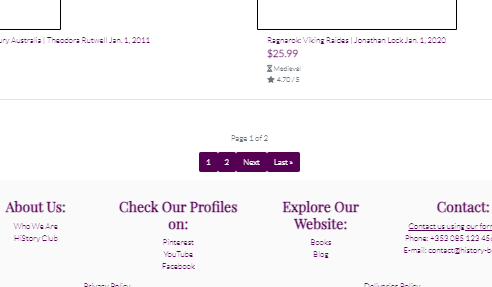 ury Australia | Theodora Rutwell Jan. 1, 2011
Ragnarok: Viking Raides | Jonathan Lock Jan. 1, 2020
$25.99
Medieval
4.70 / 5
Page 1 of 2
1 2 Next Last »
About Us:
Who We Are
HiStory Club
Check Our Profiles on:
Pinterest
YouTube
Facebook
Explore Our Website:
Books
Blog
Contact:
Contact us using our for
Phone: +353 085 123 45
E-mail: contact@history-b
Privacy Policy
Deliveries Policy